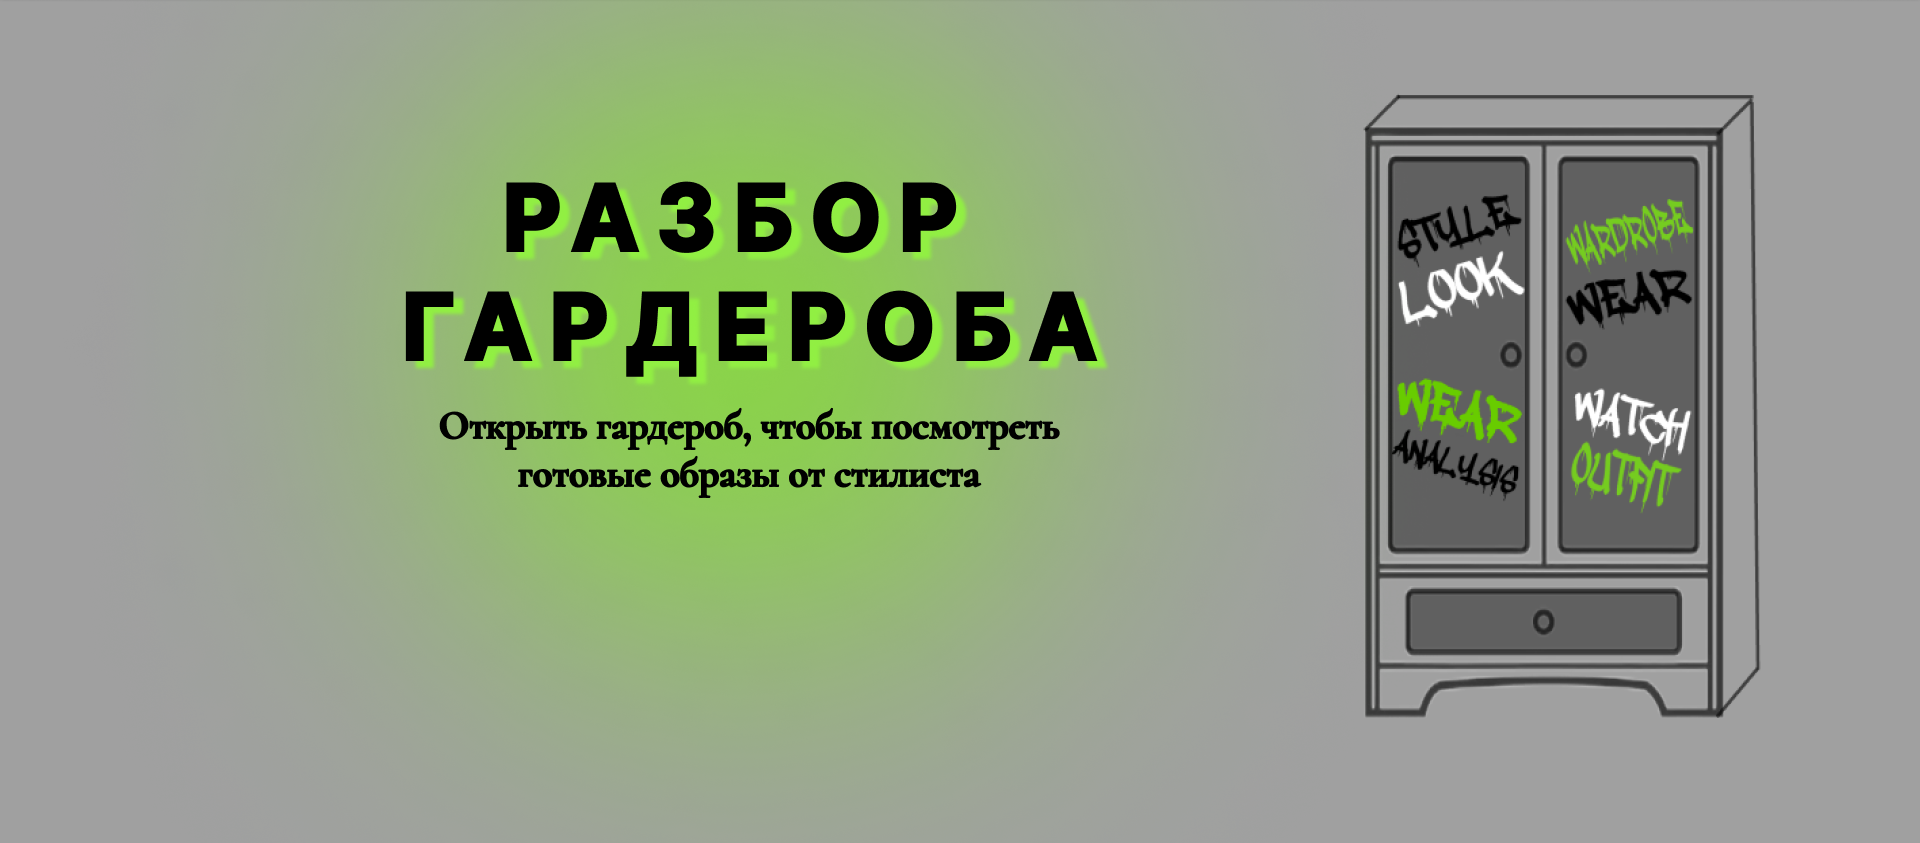 РАЗБОР
ГАРДЕРОБА
Открыть гардероб, чтобы посмотреть
готовые образы от стилиста
STYLE
LOOK
WEAR
ANALYSIS
WARDROBE
WEAR
WATCH
OUTFIT